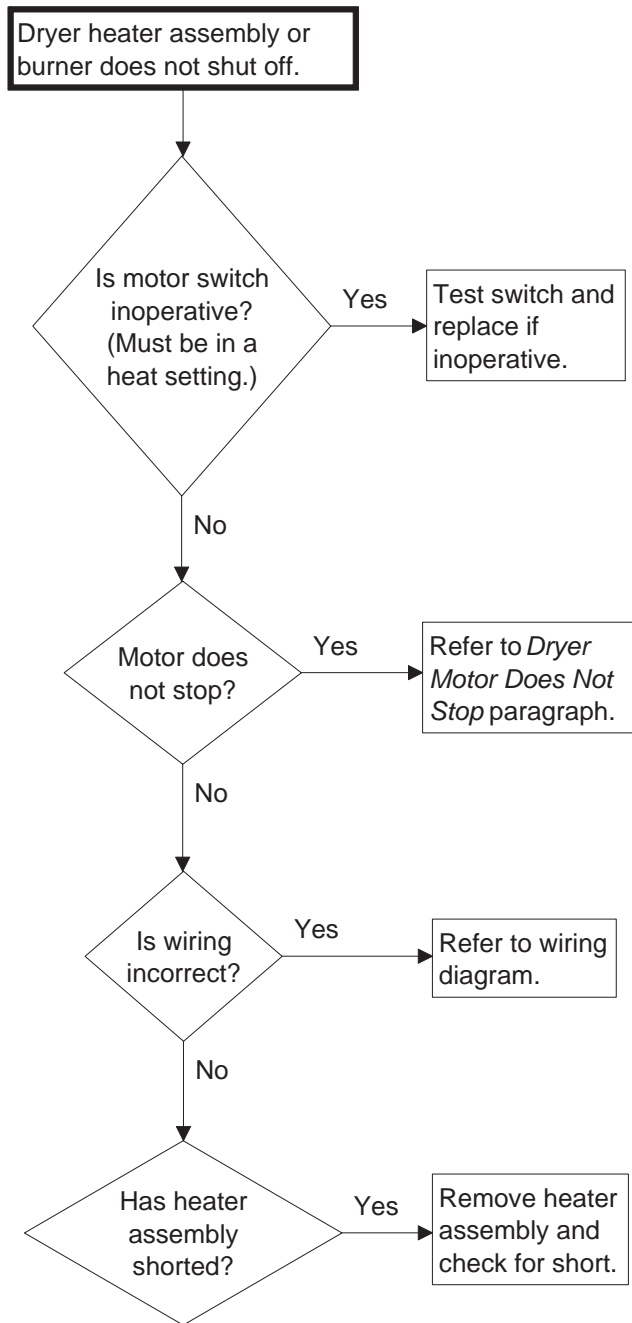 Dryer heater assembly or
burner does not shut off.
Is motor switch
inoperative?
(Must be in a
heat setting.)
Yes
Test switch and
replace if
inoperative.
No
Motor does
not stop?
Yes
Refer to Dryer
Motor Does Not
Stop paragraph.
No
Is wiring
incorrect?
Yes
Refer to wiring
diagram.
No
Has heater
assembly
shorted?
Yes
Remove heater
assembly and
check for short.